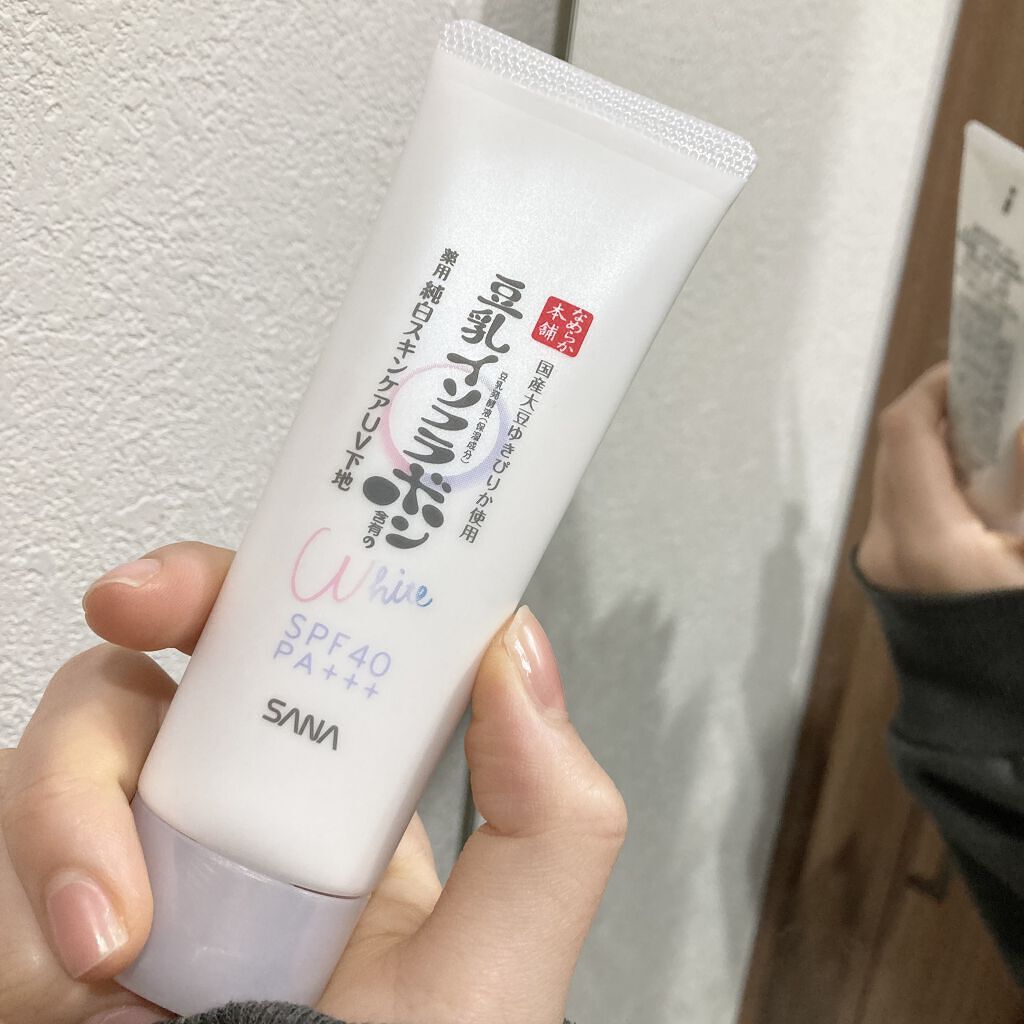 なめらか
本舗
国産大豆ゆきぴりか使用
豆乳発酵液(保湿成分)
豆乳イソフラボン含有の
薬用 純白スキンケアUV下地
White
SPF40
PA+++
SANA